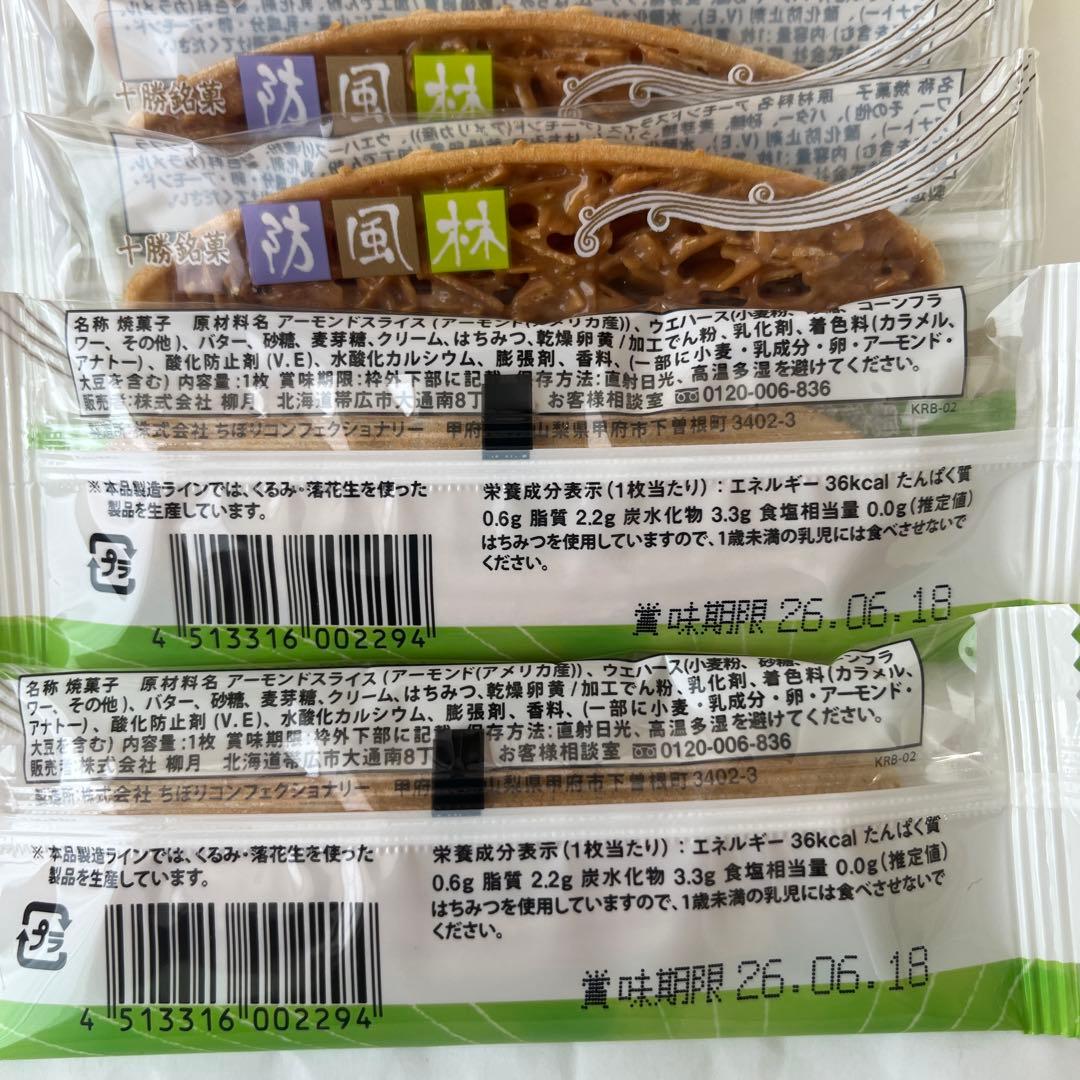 十勝銘菓 防風林
十勝銘菓 防風林
名称 焼菓子 原材料名 アーモンドスライス(アーモンド(アメリカ産))、ウエハース(小麦粉、 コーンフラ
ワー、その他)、バター、砂糖、麦芽糖、クリーム、はちみつ、乾燥卵黄/加工でん粉、乳化剤、着色料(カラメル、
アナトー)、酸化防止剤(V.E)、水酸化カルシウム、膨張剤、香料、(一部に小麦・乳成分・卵・アーモンド・
大豆を含む) 内容量:1枚 賞味期限:枠外下部に記載 保存方法:直射日光、高温多湿を避けてください。
販売者:株式会社 柳月 北海道帯広市大通南8丁 お客様相談室 0120-006-836
製造所:株式会社 ちぼりコンフェクショナリー 甲府 山梨県甲府市下曽根町3402-3
KRB-02
※本品製造ラインでは、くるみ・落花生を使った
製品を生産しています。
栄養成分表示(1枚当たり):エネルギー 36kcal たんぱく質
0.6g 脂質 2.2g 炭水化物 3.3g 食塩相当量 0.0g(推定値)
はちみつを使用していますので、1歳未満の乳児には食べさせないで
ください。
プラ
4 513316 002294
賞味期限 26.06.18
名称 焼菓子 原材料名 アーモンドスライス(アーモンド(アメリカ産))、ウエハース(小麦粉、砂糖、コーンフラ
ワー、その他)、バター、砂糖、麦芽糖、クリーム、はちみつ、乾燥卵黄/加工でん粉、乳化剤、着色料(カラメル、
アナトー)、酸化防止剤(V.E)、水酸化カルシウム、膨張剤、香料、(一部に小麦・乳成分・卵・アーモンド・
大豆を含む) 内容量:1枚 賞味期限:枠外下部に記載 保存方法:直射日光、高温多湿を避けてください。
販売者:株式会社 柳月 北海道帯広市大通南8丁 お客様相談室 0120-006-836
製造所:株式会社 ちぼりコンフェクショナリー 甲府 山梨県甲府市下曽根町3402-3
KRB-02
※本品製造ラインでは、くるみ・落花生を使った
製品を生産しています。
栄養成分表示(1枚当たり):エネルギー 36kcal たんぱく質
0.6g 脂質 2.2g 炭水化物 3.3g 食塩相当量 0.0g(推定値)
はちみつを使用していますので、1歳未満の乳児には食べさせないで
ください。
プラ
4 513316 002294
賞味期限 26.06.18